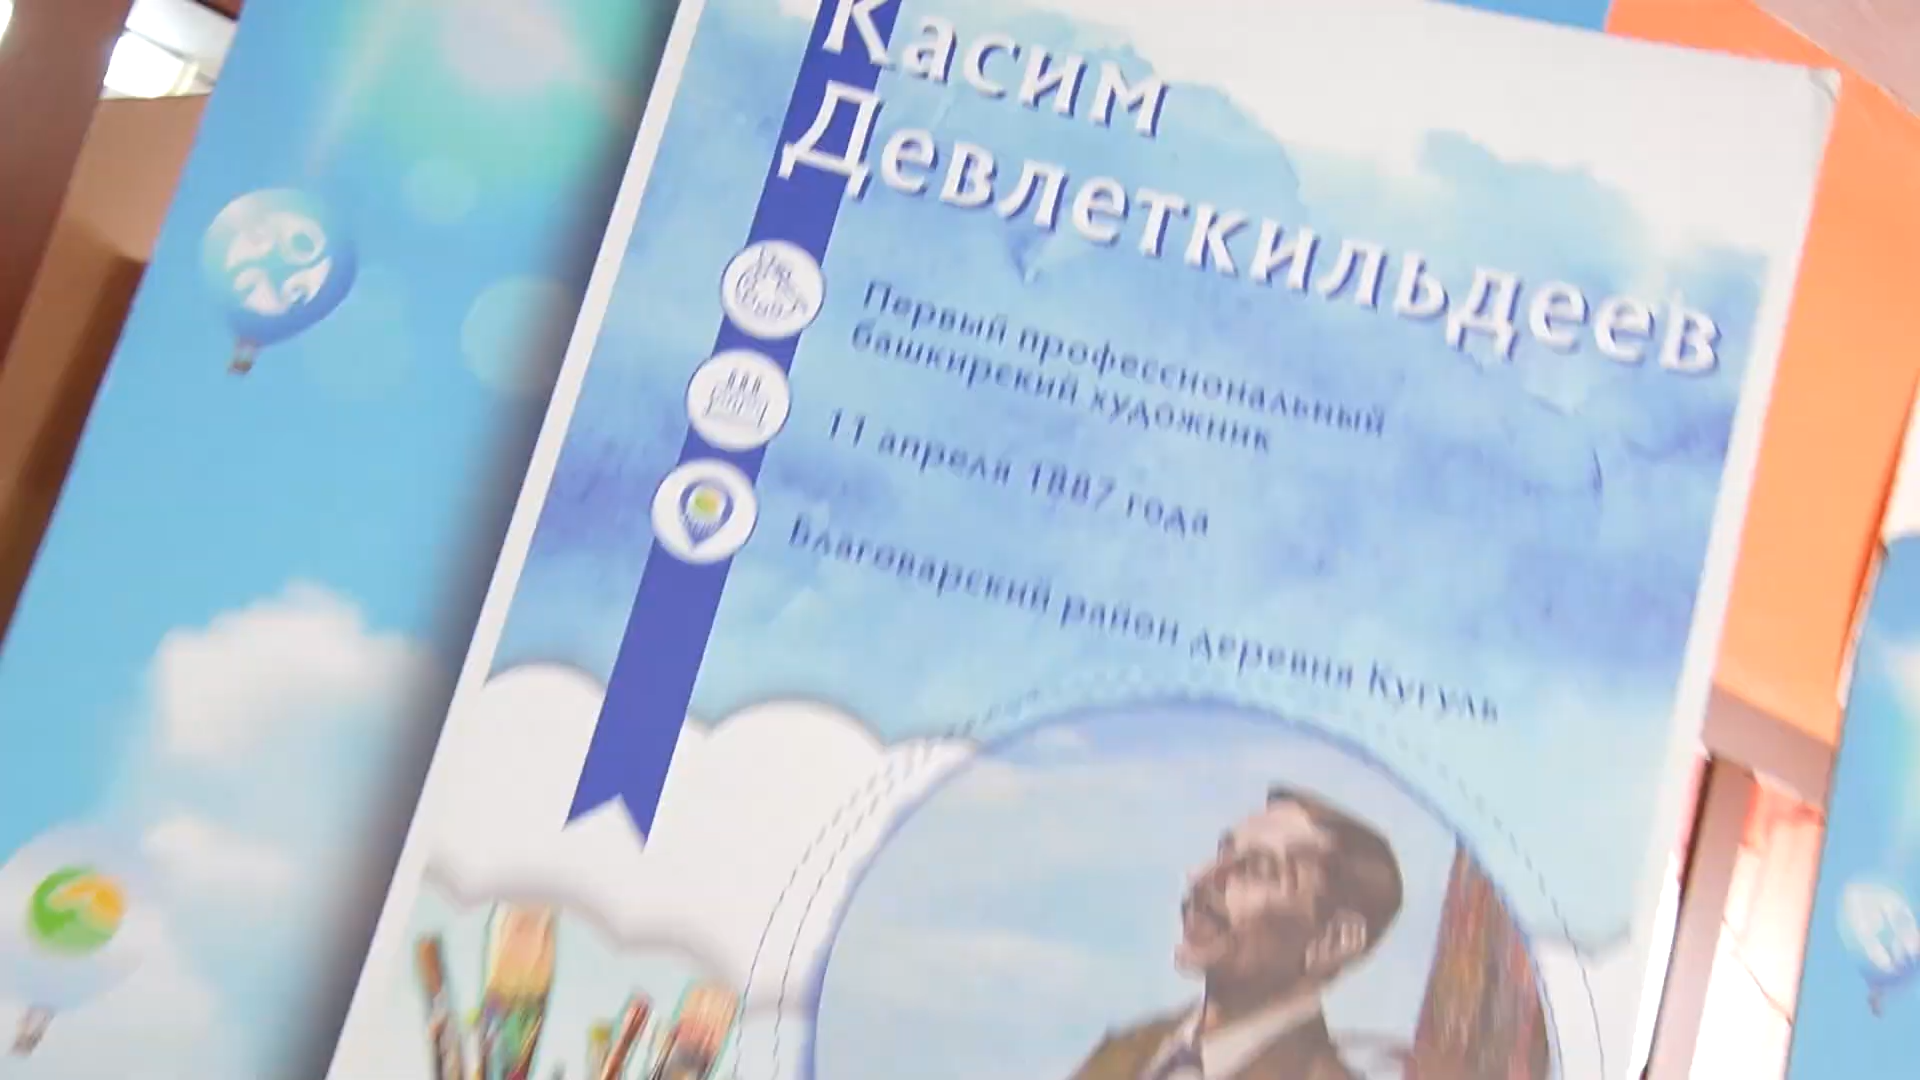 Касим
Девлеткильдеев
Первый профессиональный
башкирский художник
11 апреля 1887 года
Благоварский район деревня Кугуль